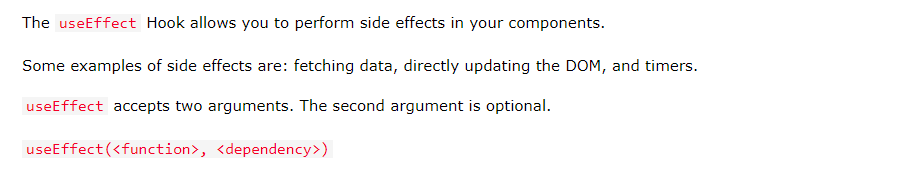 The useEffect Hook allows you to perform side effects in your components.
Some examples of side effects are: fetching data, directly updating the DOM, and timers.
useEffect accepts two arguments. The second argument is optional.
useEffect(<function>, <dependency>)